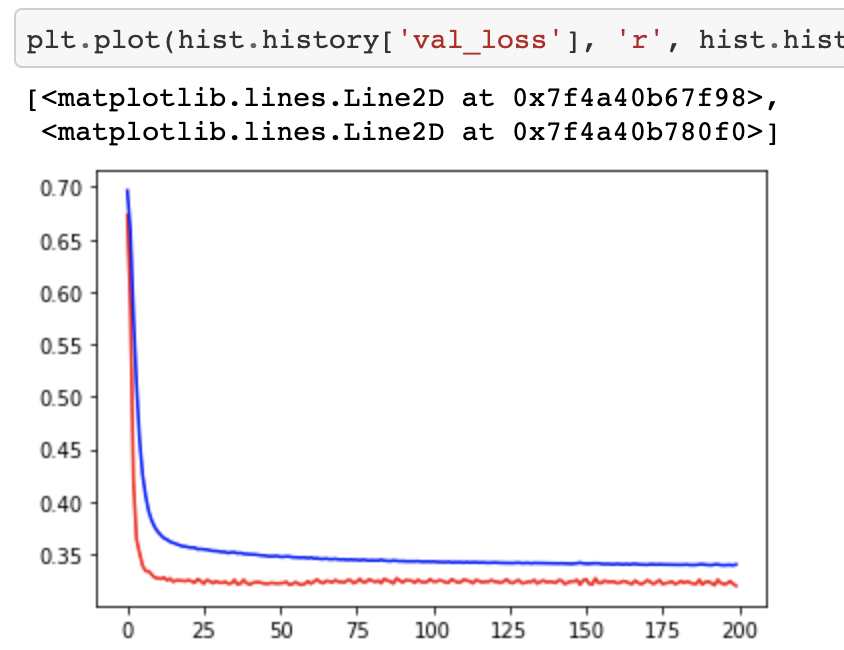 plt.plot(hist.history['val_loss'], 'r', hist.hist
[<matplotlib.lines.Line2D at 0x7f4a40b67f98>,
<matplotlib.lines.Line2D at 0x7f4a40b780f0>]
0.70
0.65
0.60
0.55
0.50
0.45
0.40
0.35
0 25 50 75 100 125 150 175 200